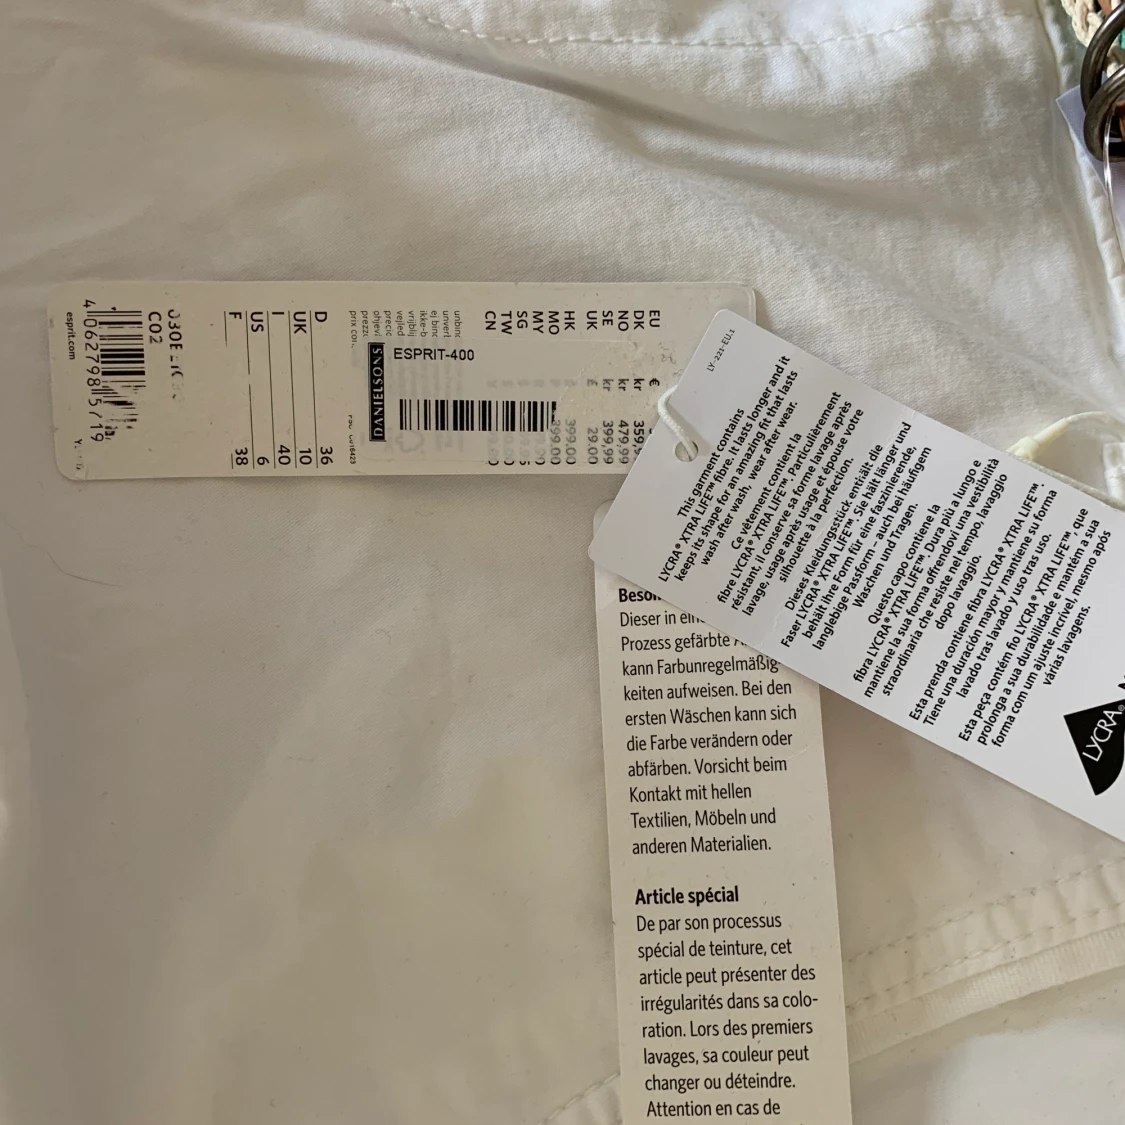 EU €
DK kr 359,
NO kr 479,99
SE kr 399,99
UK £ 29.00
HK 399.00
MO 399.00
MY
SG
TW
CN
ESPRIT-400
DANIELSONS
D 36
UK 10
I 40
US 6
F 38
C02
esprit.com
LY-221-EU.1
This garment contains
LYCRA® XTRA LIFE™ fibre. It lasts longer and it
keeps its shape for an amazing fit that lasts
wash after wash, wear after wear.
Ce vêtement contient la
fibre LYCRA® XTRA LIFE™. Particulièrement
résistant, il conserve sa forme lavage après
lavage, usage après usage et épouse votre
silhouette à la perfection.
Dieses Kleidungsstück enthält die
Faser LYCRA® XTRA LIFE™. Sie hält länger und
behält ihre Form für eine faszinierende,
langlebige Passform - auch bei häufigem
Waschen und Tragen.
Questo capo contiene la
fibra LYCRA® XTRA LIFE™. Dura più a lungo e
mantiene la sua forma offrendovi una vestibilità
straordinaria che resiste nel tempo, lavaggio
dopo lavaggio.
Esta prenda contiene fibra LYCRA® XTRA LIFE™.
Tiene una duración mayor y mantiene su forma
lavado tras lavado y uso tras uso.
Esta peça contém fio LYCRA® XTRA LIFE™, que
prolonga a sua durabilidade e mantém a sua
forma com um ajuste incrível, mesmo após
várias lavagens.
LYCRA®
Dieser in
Prozess gefärbte
kann Farbunregelmäßig-
keiten aufweisen. Bei den
ersten Wäschen kann sich
die Farbe verändern oder
abfärben. Vorsicht beim
Kontakt mit hellen
Textilien, Möbeln und
anderen Materialien.
Article spécial
De par son processus
spécial de teinture, cet
article peut présenter des
irrégularités dans sa colo-
ration. Lors des premiers
lavages, sa couleur peut
changer ou déteindre.
Attention en cas de